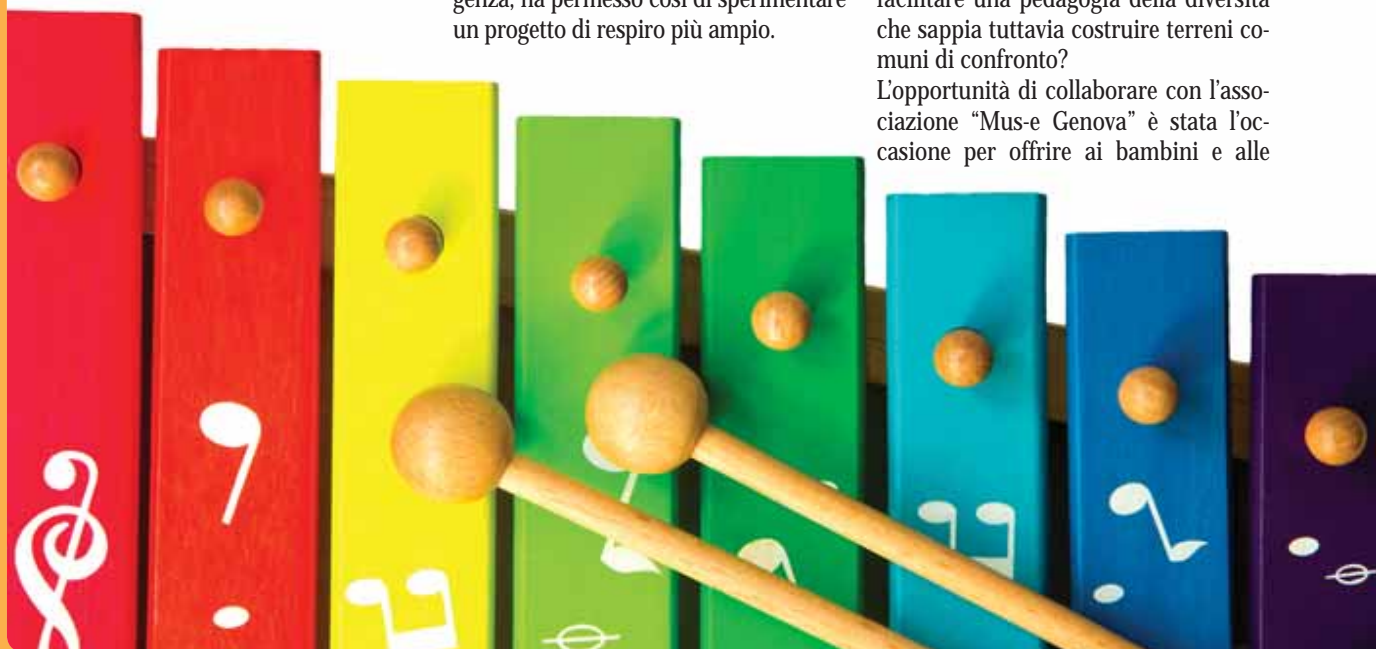 genza, ha permesso così di sperimentare
un progetto di respiro più ampio.
facilitare una pedagogia della diversità
che sappia tuttavia costruire terreni co-
muni di confronto?
L'opportunità di collaborare con l'asso-
ciazione “Mus-e Genova” è stata l'oc-
casione per offrire ai bambini e alle